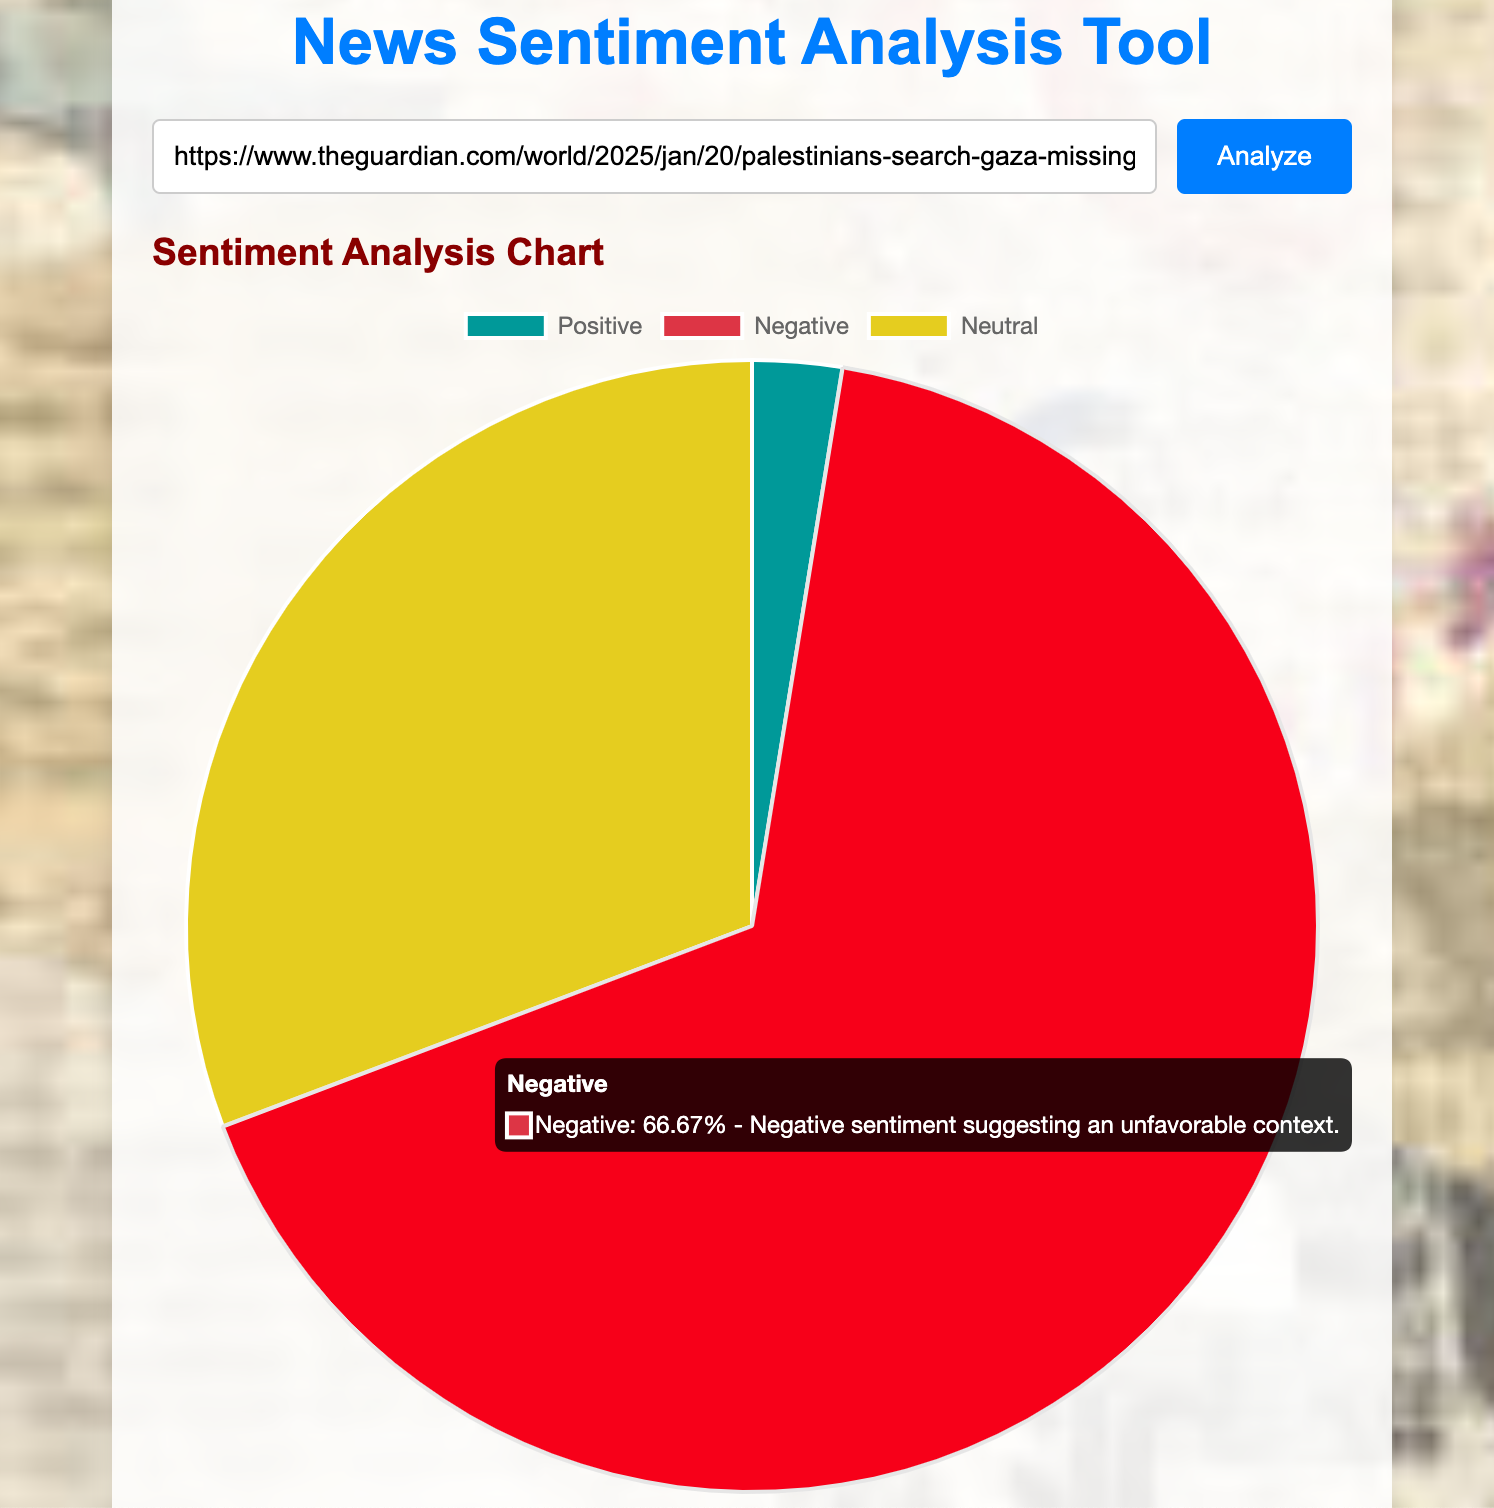 News Sentiment Analysis Tool
https://www.theguardian.com/world/2025/jan/20/palestinians-search-gaza-missing
Analyze
Sentiment Analysis Chart
Positive Negative Neutral
Negative
Negative: 66.67% - Negative sentiment suggesting an unfavorable context.